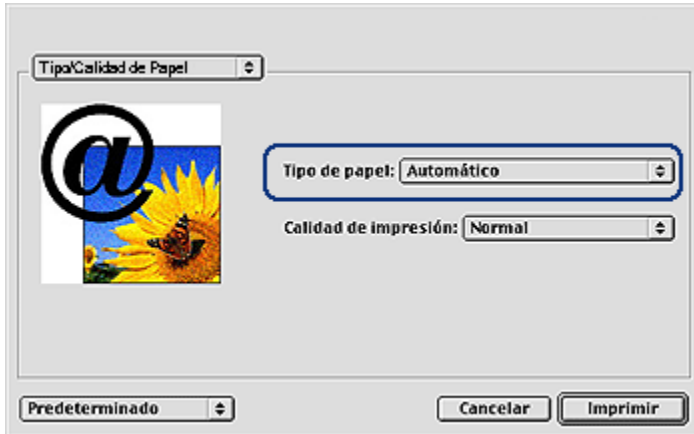 Tipo/Calidad de Papel
@
Tipo de papel: Automático
Calidad de impresión: Normal
Predeterminado
Cancelar Imprimir